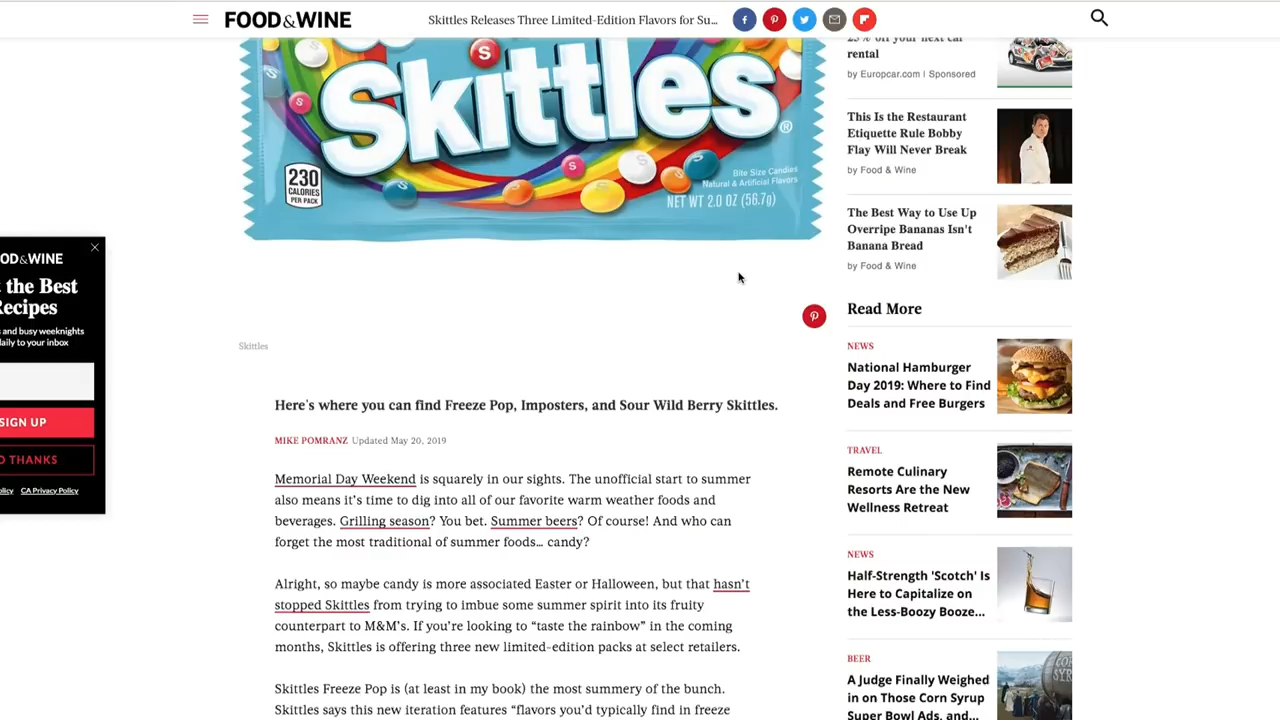 FOOD&WINE
Skittles Releases Three Limited-Edition Flavors for Su...
S
Skittles
230
CALORIES
PER PACK
Bite Size Candies
Natural & Artificial Flavors
NET WT 2.0 OZ (56.7g)
Skittles
Here's where you can find Freeze Pop, Imposters, and Sour Wild Berry Skittles.
MIKE POMRANZ Updated May 20, 2019
Memorial Day Weekend is squarely in our sights. The unofficial start to summer
also means it's time to dig into all of our favorite warm weather foods and
beverages. Grilling season? You bet. Summer beers? Of course! And who can
forget the most traditional of summer foods... candy?
Alright, so maybe candy is more associated Easter or Halloween, but that hasn't
stopped Skittles from trying to imbue some summer spirit into its fruity
counterpart to M&M's. If you're looking to “taste the rainbow” in the coming
months, Skittles is offering three new limited-edition packs at select retailers.
Skittles Freeze Pop is (at least in my book) the most summery of the bunch.
Skittles says this new iteration features “flavors you'd typically find in freeze
OD&WINE
the Best
ecipes
s and busy weeknights
daily to your inbox
SIGN UP
O THANKS
olicy CA Privacy Policy
25% off your next car
rental
by Europcar.com | Sponsored
This Is the Restaurant
Etiquette Rule Bobby
Flay Will Never Break
by Food & Wine
The Best Way to Use Up
Overripe Bananas Isn't
Banana Bread
by Food & Wine
Read More
NEWS
National Hamburger
Day 2019: Where to Find
Deals and Free Burgers
TRAVEL
Remote Culinary
Resorts Are the New
Wellness Retreat
NEWS
Half-Strength 'Scotch' Is
Here to Capitalize on
the Less-Boozy Booze...
BEER
A Judge Finally Weighed
in on Those Corn Syrup
Super Bowl Ads, and...